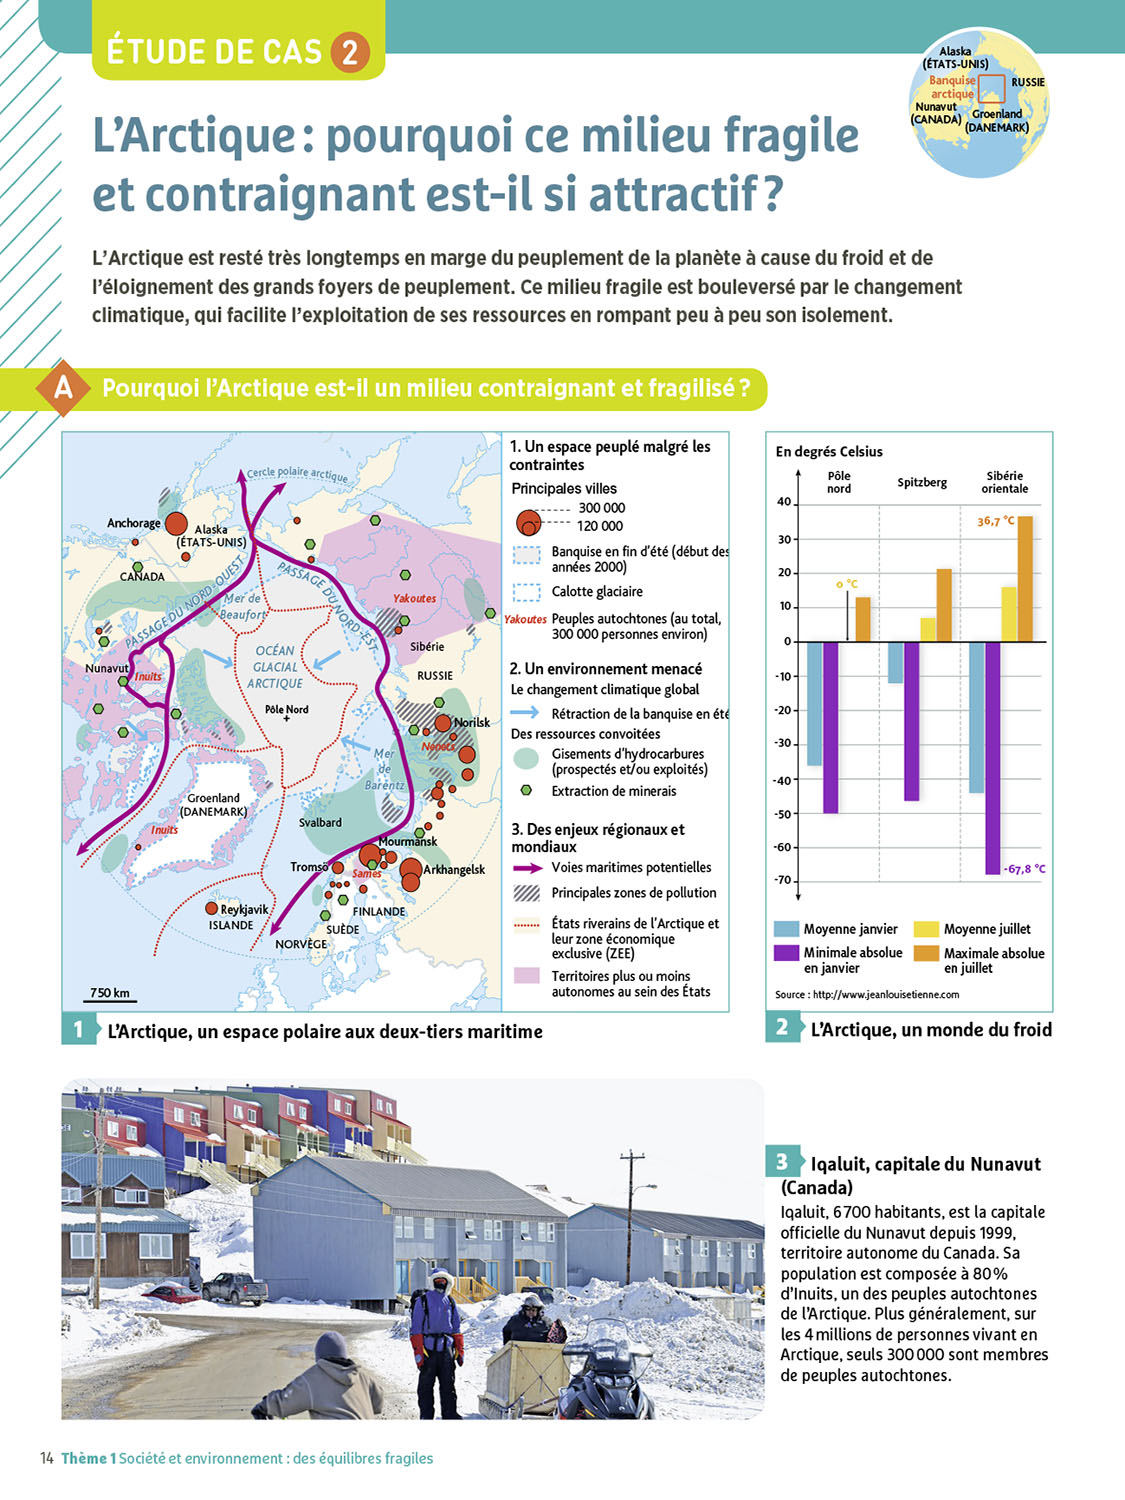 ÉTUDE DE CAS 2
Alaska
(ÉTATS-UNIS)
Banquise
arctique
RUSSIE
Nunavut
(CANADA)
Groenland
(DANEMARK)
L'Arctique : pourquoi ce milieu fragile
et contraignant est-il si attractif ?
L'Arctique est resté très longtemps en marge du peuplement de la planète à cause du froid et de
l'éloignement des grands foyers de peuplement. Ce milieu fragile est bouleversé par le changement
climatique, qui facilite l'exploitation de ses ressources en rompant peu à peu son isolement.
A Pourquoi l'Arctique est-il un milieu contraignant et fragilisé ?
Cercle polaire arctique
Anchorage
Alaska
(ÉTATS-UNIS)
CANADA
PASSAGE DU NORD-OUEST
PASSAGE DU NORD-EST
Mer de
Beaufort
Yakoutes
Sibérie
RUSSIE
OCÉAN
GLACIAL
ARCTIQUE
Pôle Nord
+
Nunavut
Inuits
Norilsk
Nenets
Mer
de
Barentz
Groenland
(DANEMARK)
Inuits
Svalbard
Mourmansk
Tromsö
Sames
Arkhangelsk
Reykjavik
ISLANDE
FINLANDE
SUÈDE
NORVÈGE
750 km
1. Un espace peuplé malgré les
contraintes
Principales villes
300 000
120 000
Banquise en fin d'été (début des
années 2000)
Calotte glaciaire
Yakoutes Peuples autochtones (au total,
300 000 personnes environ)
2. Un environnement menacé
Le changement climatique global
Rétraction de la banquise en été
Des ressources convoitées
Gisements d'hydrocarbures
(prospectés et/ou exploités)
Extraction de minerais
3. Des enjeux régionaux et
mondiaux
Voies maritimes potentielles
Principales zones de pollution
États riverains de l'Arctique et
leur zone économique
exclusive (ZEE)
Territoires plus ou moins
autonomes au sein des États
1 L'Arctique, un espace polaire aux deux-tiers maritime
En degrés Celsius
Pôle
nord
Spitzberg
Sibérie
orientale
40
30
20
10
0
-10
-20
-30
-40
-50
-60
-70
0 °C
36,7 °C
-67,8 °C
Moyenne janvier
Minimale absolue
en janvier
Moyenne juillet
Maximale absolue
en juillet
Source : http://www.jeanlouisetienne.com
2 L'Arctique, un monde du froid
3 Iqaluit, capitale du Nunavut
(Canada)
Iqaluit, 6 700 habitants, est la capitale
officielle du Nunavut depuis 1999,
territoire autonome du Canada. Sa
population est composée à 80 %
d'Inuits, un des peuples autochtones
de l'Arctique. Plus généralement, sur
les 4 millions de personnes vivant en
Arctique, seuls 300 000 sont membres
de peuples autochtones.
14 Thème 1 Société et environnement : des équilibres fragiles